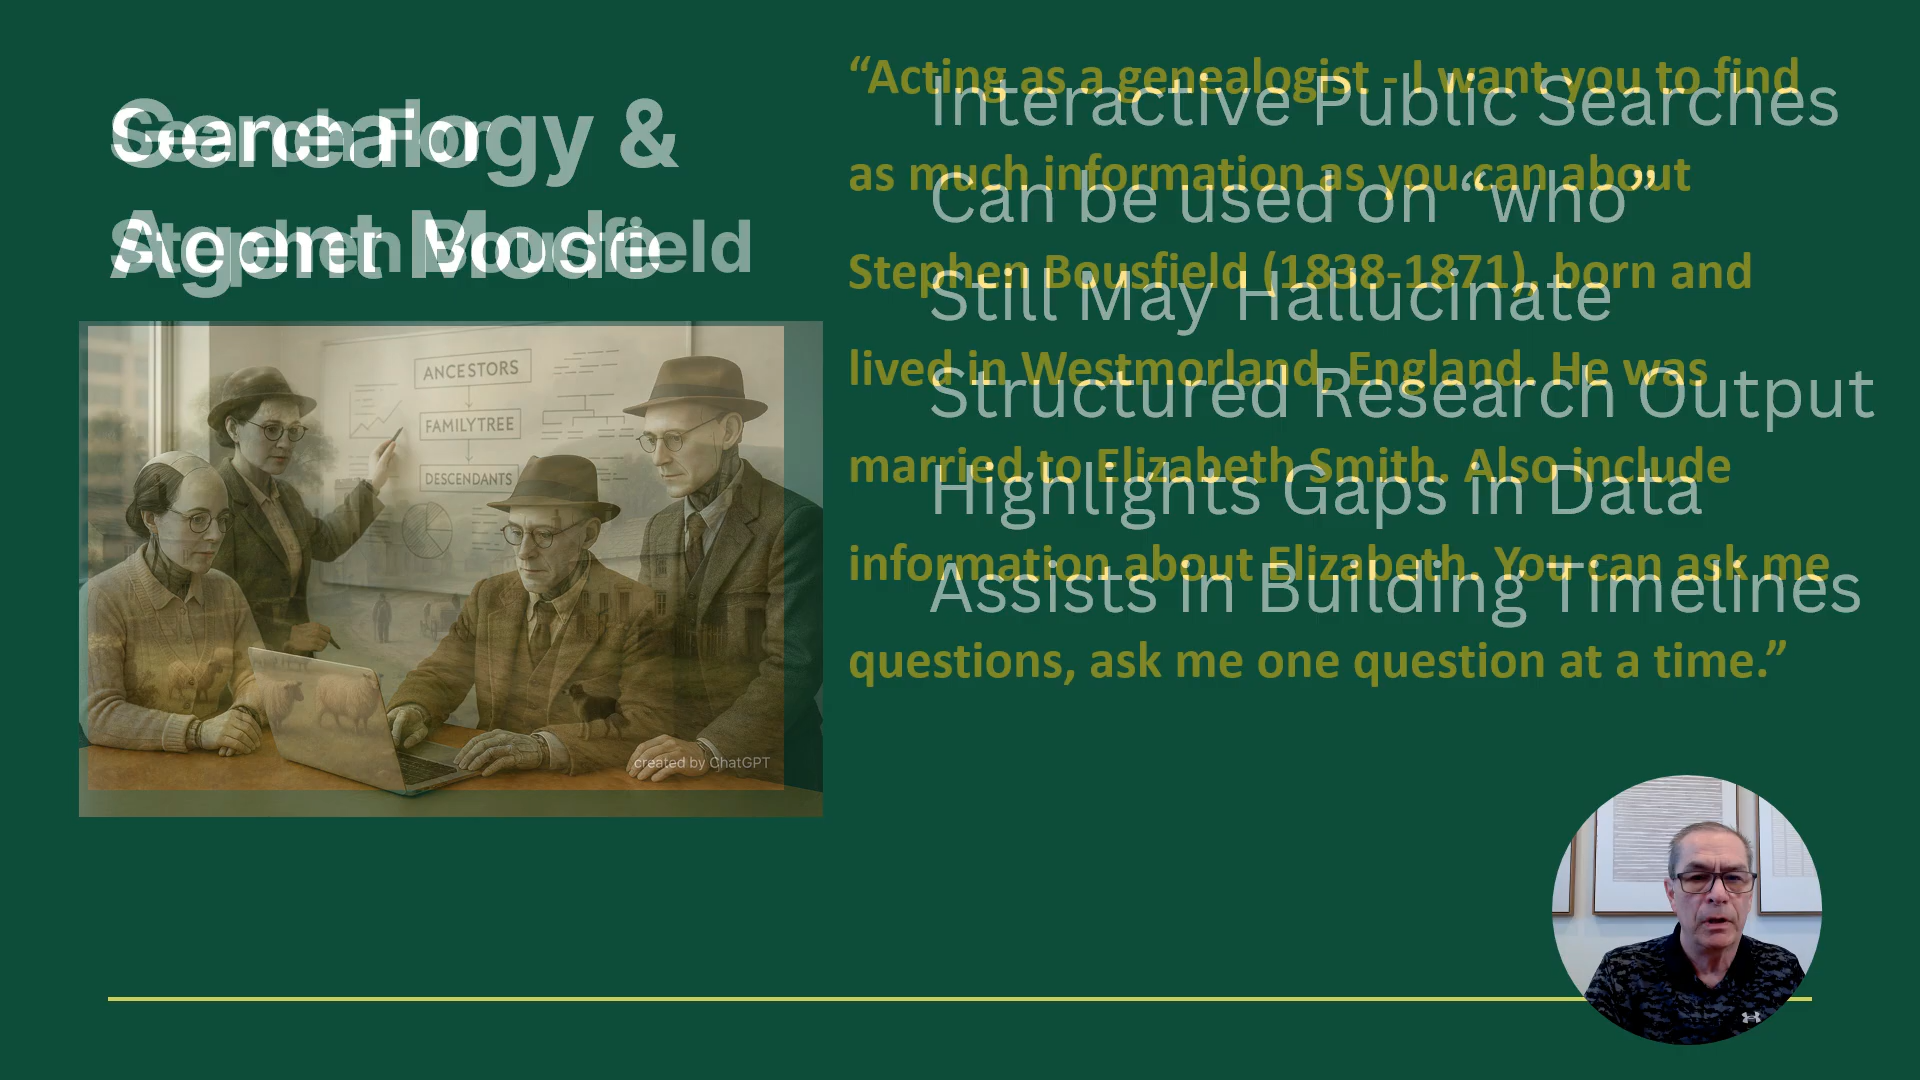 Genealogy &
Agent Mode
Search For
Stephen Bousfield
Interactive Public Searches
Can be used on “who”
Still May Hallucinate
Structured Research Output
Highlights Gaps in Data
Assists in Building Timelines
“Acting as a genealogist - I want you to find
as much information as you can about
Stephen Bousfield (1838-1871), born and
lived in Westmorland, England. He was
married to Elizabeth Smith. Also include
information about Elizabeth. You can ask me
questions, ask me one question at a time.”
ANCESTORS
FAMILY TREE
DESCENDANTS
created by ChatGPT